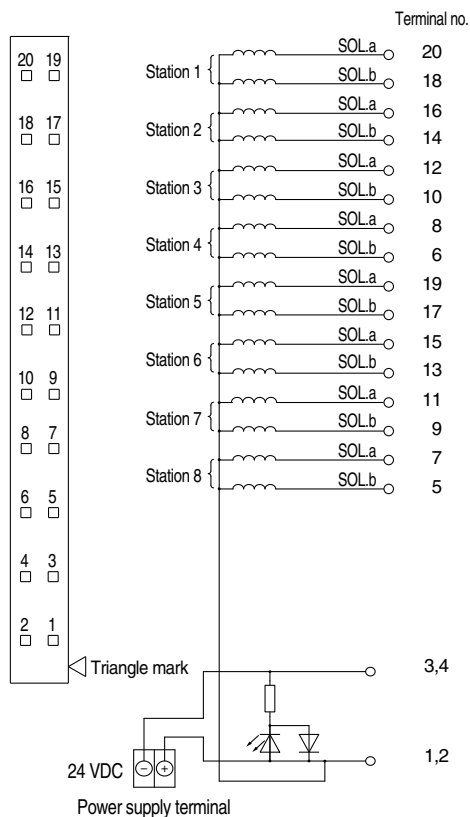 Terminal no.
20 19
18 17
16 15
14 13
12 11
10 9
8 7
6 5
4 3
2 1
Triangle mark
Station 1
SOL.a 20
SOL.b 18
Station 2
SOL.a 16
SOL.b 14
Station 3
SOL.a 12
SOL.b 10
Station 4
SOL.a 8
SOL.b 6
Station 5
SOL.a 19
SOL.b 17
Station 6
SOL.a 15
SOL.b 13
Station 7
SOL.a 11
SOL.b 9
Station 8
SOL.a 7
SOL.b 5
3,4
1,2
24 VDC − +
Power supply terminal